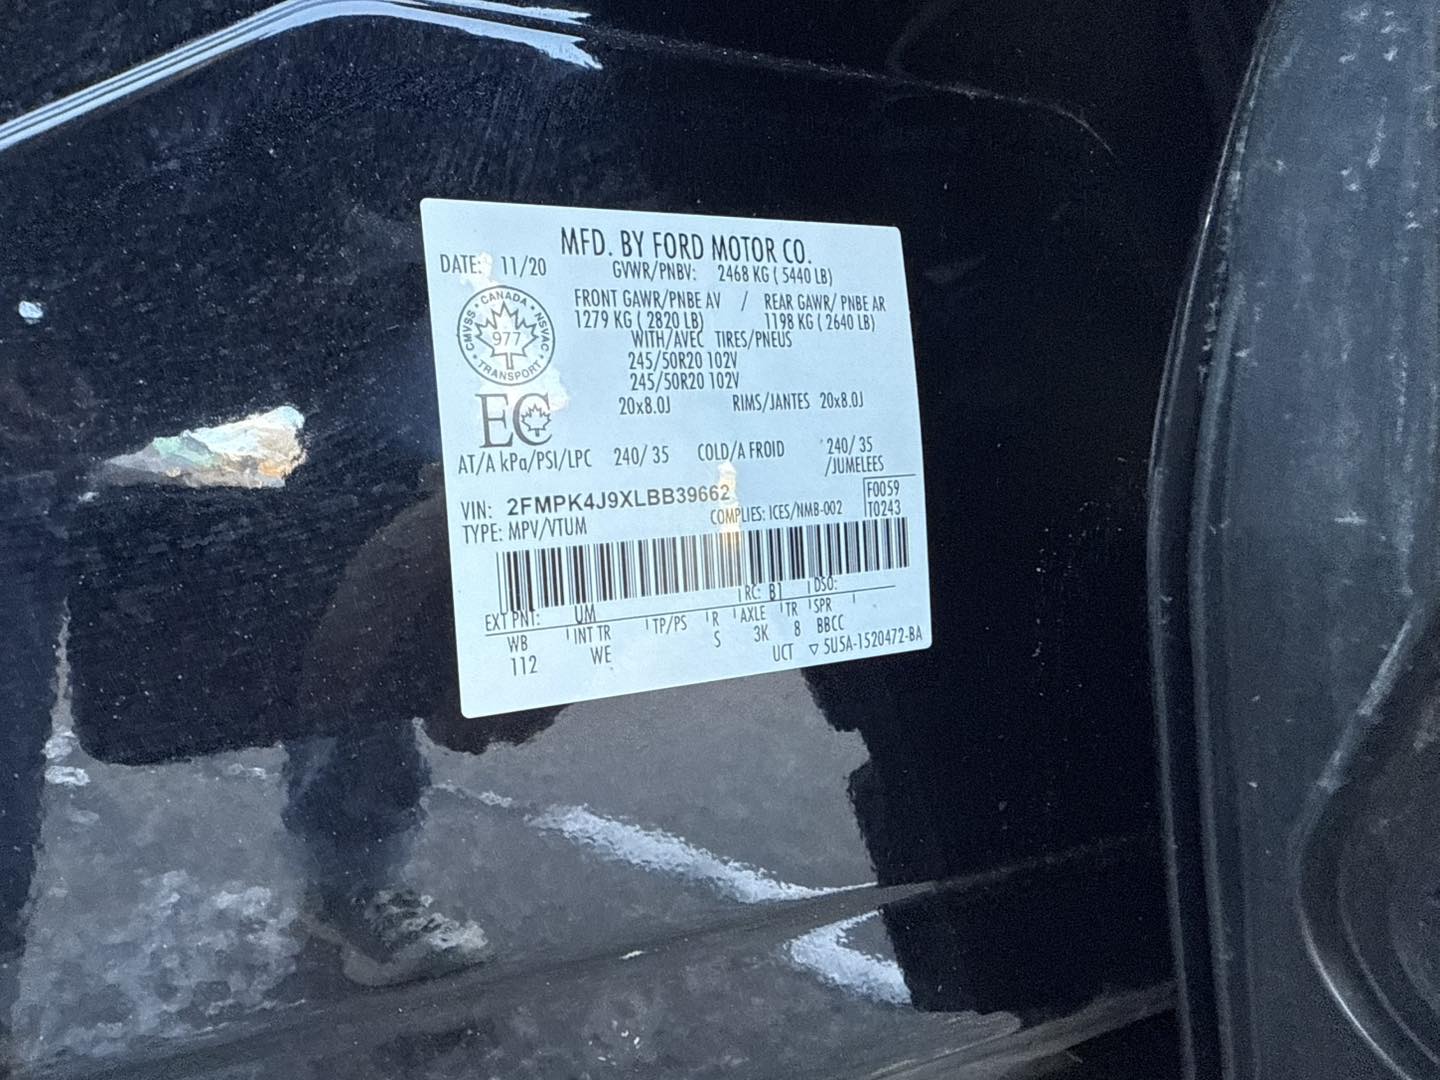 MFD. BY FORD MOTOR CO.
DATE: 11/20 GVWR/PNBV: 2468 KG ( 5440 LB)
FRONT GAWR/PNBE AV / REAR GAWR/ PNBE AR
1279 KG ( 2820 LB) 1198 KG ( 2640 LB)
WITH/AVEC TIRES/PNEUS
245/50R20 102V
245/50R20 102V
20x8.0J RIMS/JANTES 20x8.0J
CMVSS • CANADA • NSVAC • TRANSPORT •
977
EC
AT/A kPa/PSI/LPC 240/ 35 COLD/A FROID 240/ 35
/JUMELEES
VIN: 2FMPK4J9XLBB39662 F0059
TYPE: MPV/VTUM COMPLIES: ICES/NMB-002 T0243
EXT PNT: UM RC: B1 DSO:
WB INT TR TP/PS R AXLE TR SPR
112 WE S 3K 8 BBCC
UCT ▽ 5U5A-1520472-BA